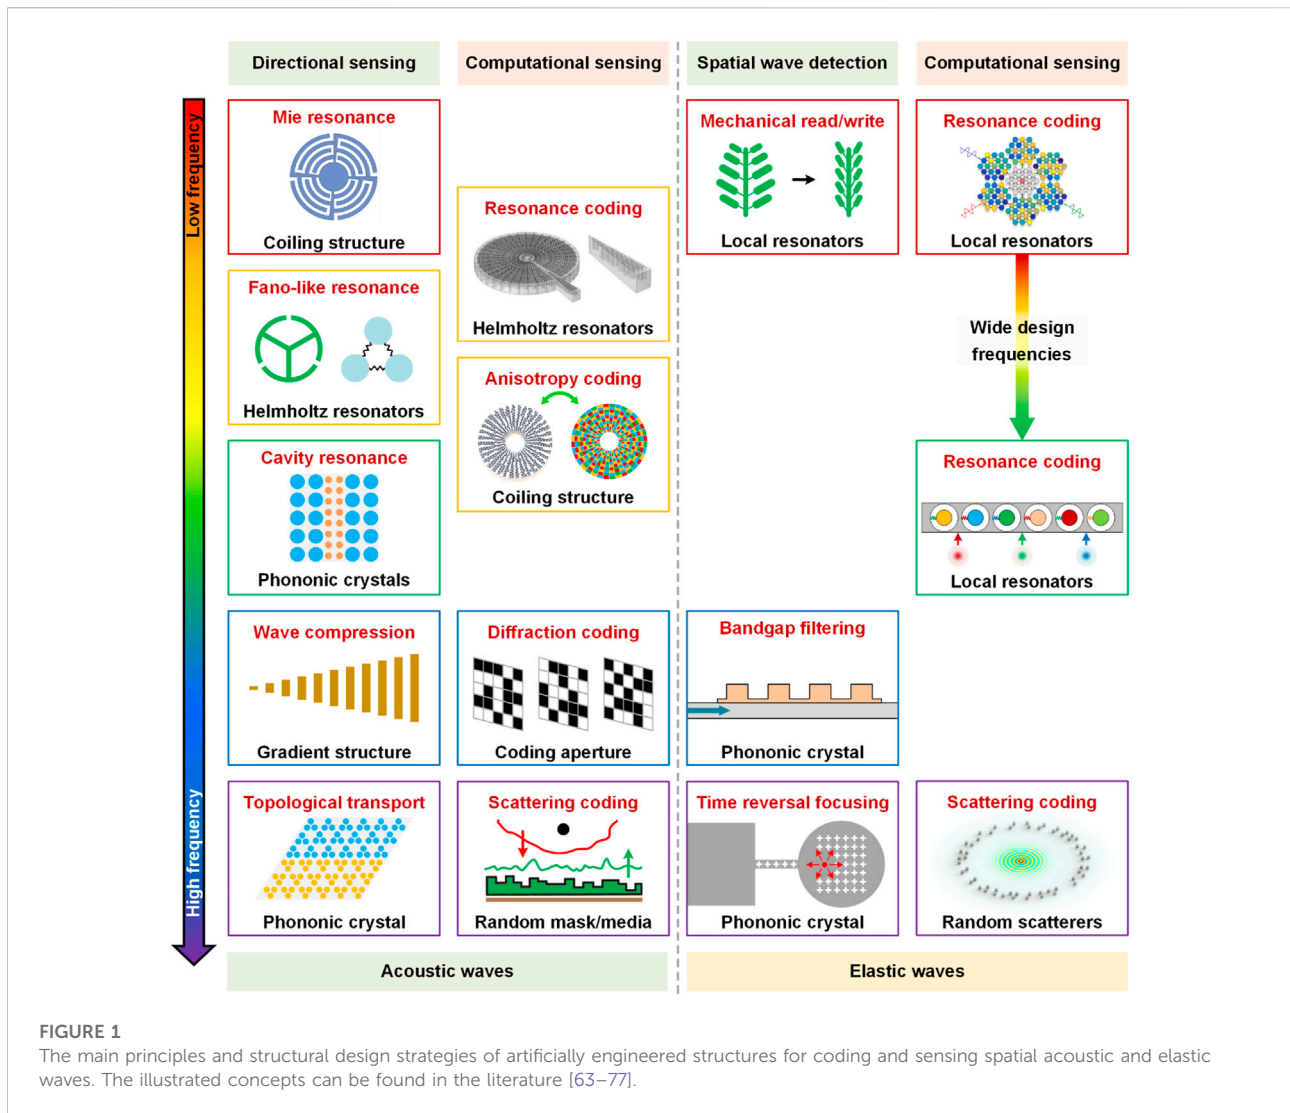 Directional sensing
Computational sensing
Spatial wave detection
Computational sensing
Low frequency
High frequency
Mie resonance
Coiling structure
Fano-like resonance
Helmholtz resonators
Cavity resonance
Phononic crystals
Wave compression
Gradient structure
Topological transport
Phononic crystal
Resonance coding
Helmholtz resonators
Anisotropy coding
Coiling structure
Diffraction coding
Coding aperture
Scattering coding
Random mask/media
Mechanical read/write
Local resonators
Bandgap filtering
Phononic crystal
Time reversal focusing
Phononic crystal
Resonance coding
Local resonators
Wide design
frequencies
Resonance coding
Local resonators
Scattering coding
Random scatterers
Acoustic waves
Elastic waves
FIGURE 1
The main principles and structural design strategies of artificially engineered structures for coding and sensing spatial acoustic and elastic
waves. The illustrated concepts can be found in the literature [63–77].